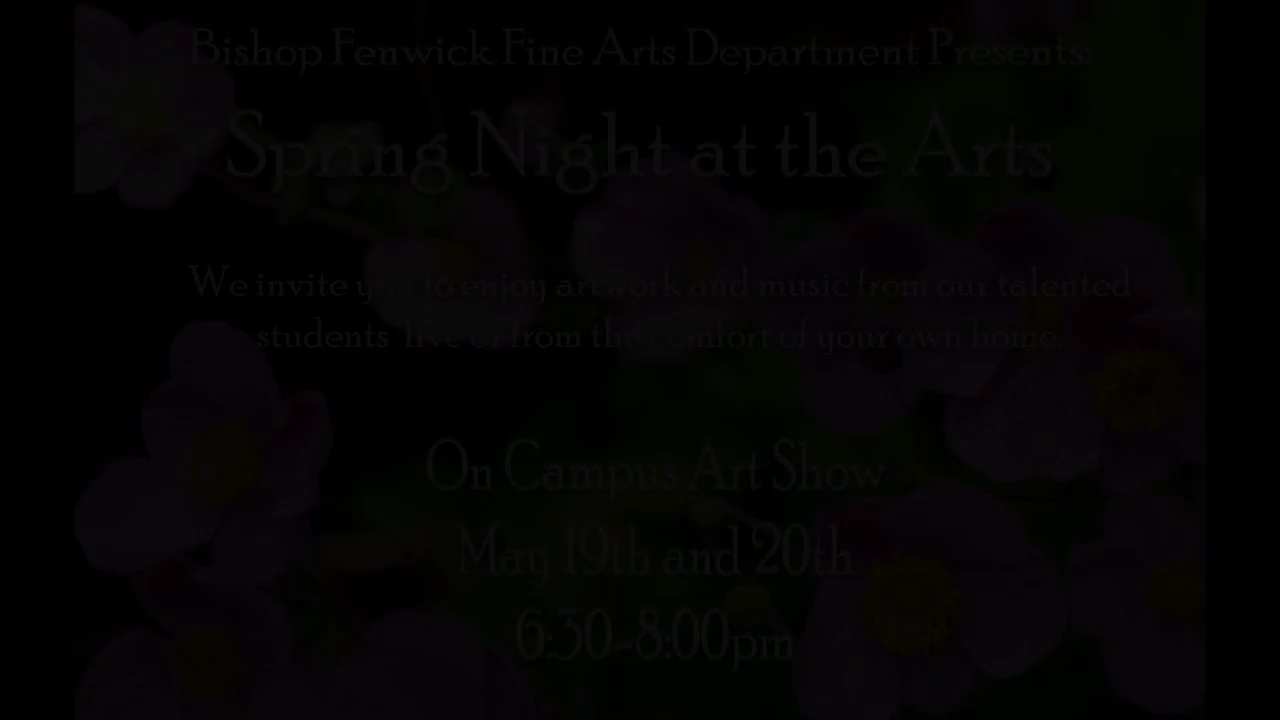 Bishop Fenwick Fine Arts Department Presents:
Spring Night at the Arts
We invite you to enjoy artwork and music from our talented
students live or from the comfort of your own home.
On Campus Art Show
May 19th and 20th
6:30-8:00pm